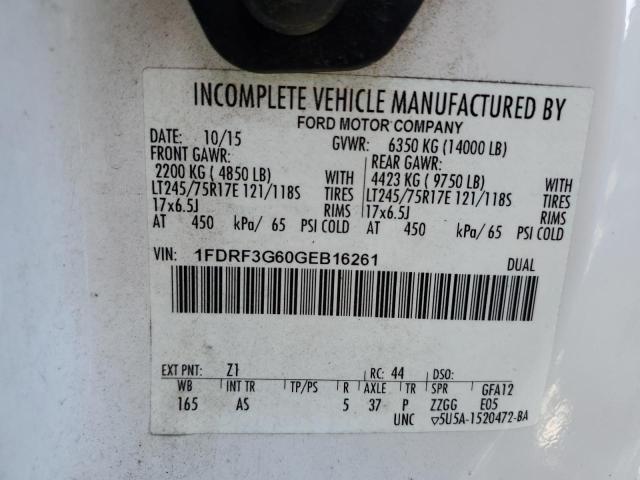 INCOMPLETE VEHICLE MANUFACTURED BY
FORD MOTOR COMPANY
DATE: 10/15 GVWR: 6350 KG (14000 LB)
FRONT GAWR: REAR GAWR:
2200 KG ( 4850 LB) WITH 4423 KG ( 9750 LB) WITH
LT245/75R17E 121/118S TIRES LT245/75R17E 121/118S TIRES
17x6.5J RIMS 17x6.5J RIMS
AT 450 kPa/ 65 PSI COLD AT 450 kPa/ 65 PSI COLD
VIN: 1FDRF3G60GEB16261 DUAL
EXT PNT: Z1 RC: 44 DSO:
WB INT TR TP/PS R AXLE TR SPR GFA12
165 AS 5 37 P ZZGG E05
UNC ▽5U5A-1520472-BA